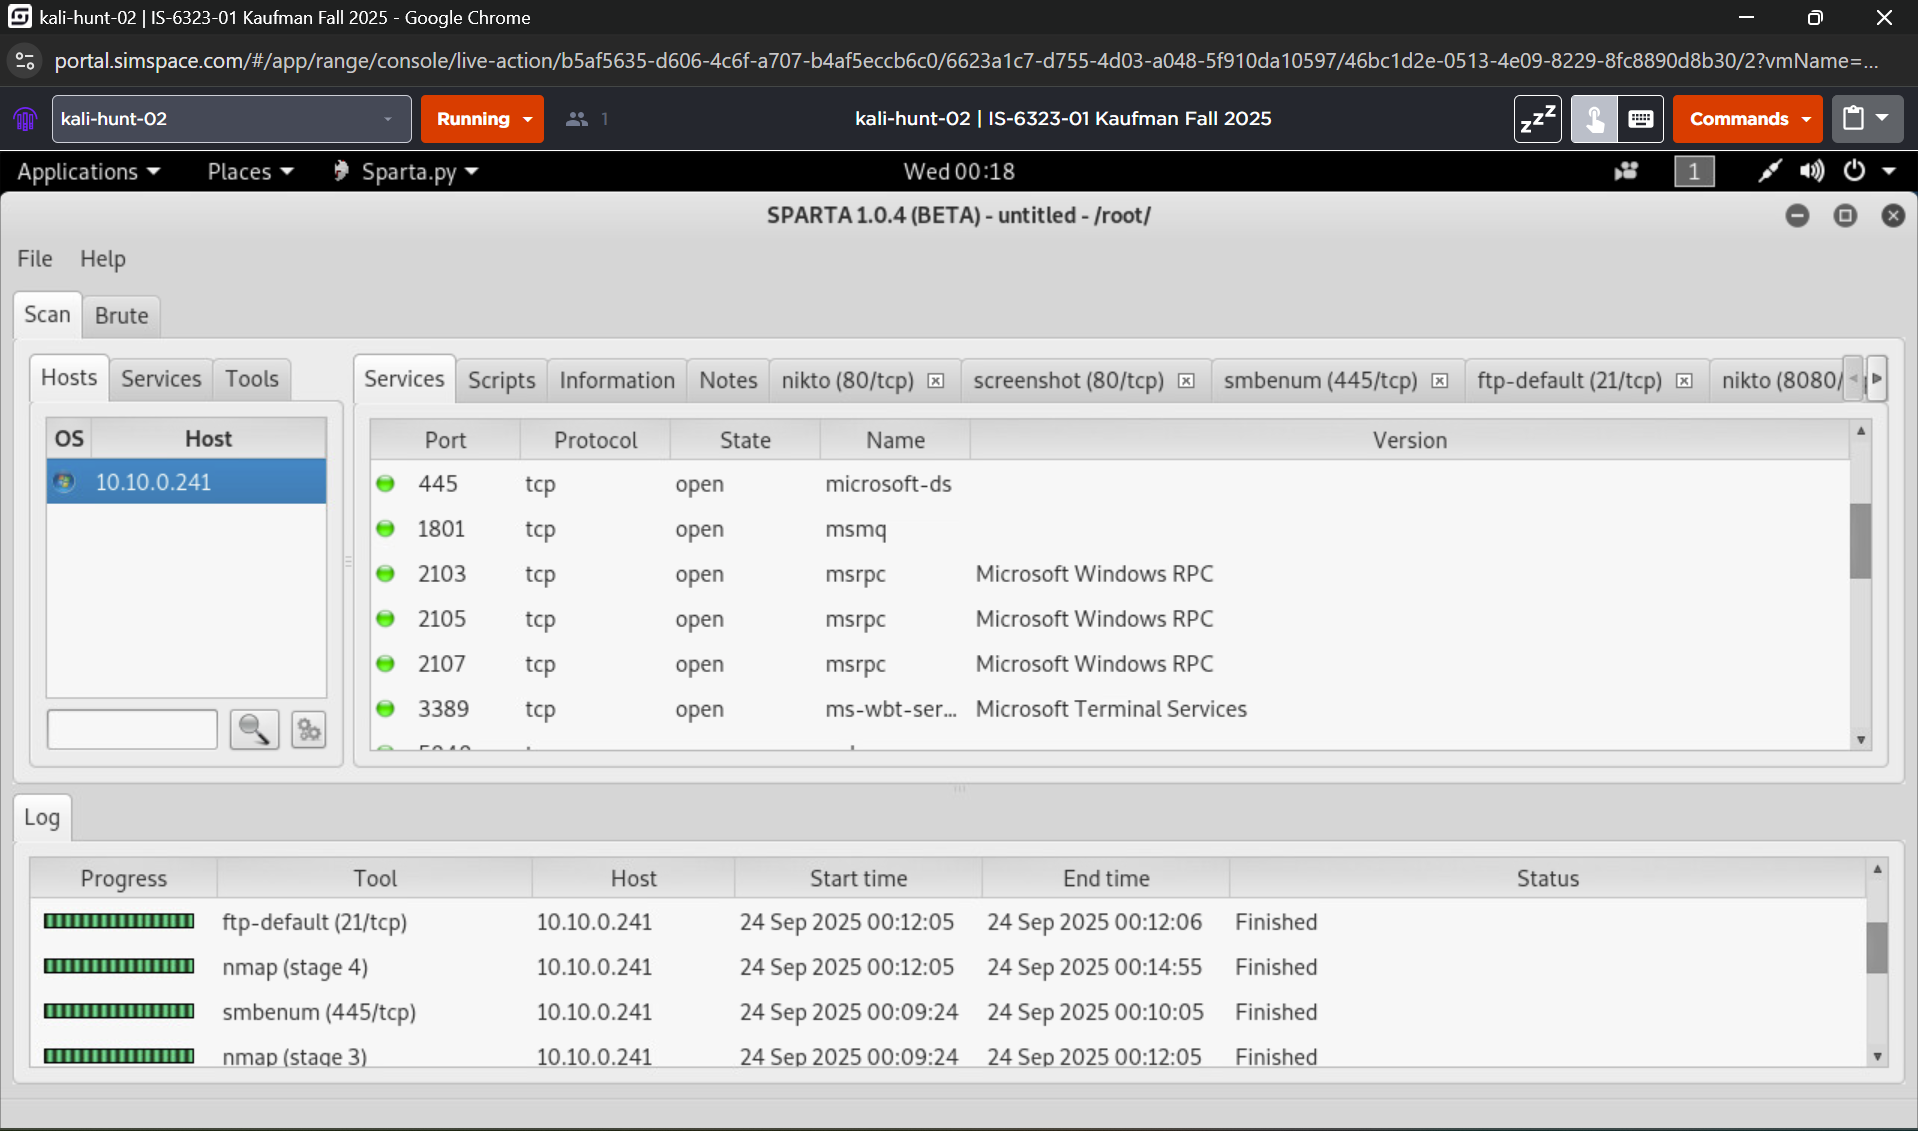 kali-hunt-02 | IS-6323-01 Kaufman Fall 2025 - Google Chrome
portal.simspace.com/#/app/range/console/live-action/b5af5635-d606-4c6f-a707-b4af5eccb6c0/6623a1c7-d755-4d03-a048-5f910da10597/46bc1d2e-0513-4e09-8229-8fc8890d8b30/2?vmName=...
kali-hunt-02 Running 1 kali-hunt-02 | IS-6323-01 Kaufman Fall 2025 zzZ Commands
Applications Places Sparta.py Wed 00:18 1
SPARTA 1.0.4 (BETA) - untitled - /root/
File Help
Scan Brute
Hosts Services Tools
OS Host
10.10.0.241
Services Scripts Information Notes nikto (80/tcp) screenshot (80/tcp) smbenum (445/tcp) ftp-default (21/tcp) nikto (8080/
Port Protocol State Name Version
445 tcp open microsoft-ds
1801 tcp open msmq
2103 tcp open msrpc Microsoft Windows RPC
2105 tcp open msrpc Microsoft Windows RPC
2107 tcp open msrpc Microsoft Windows RPC
3389 tcp open ms-wbt-ser... Microsoft Terminal Services
Log
Progress Tool Host Start time End time Status
ftp-default (21/tcp) 10.10.0.241 24 Sep 2025 00:12:05 24 Sep 2025 00:12:06 Finished
nmap (stage 4) 10.10.0.241 24 Sep 2025 00:12:05 24 Sep 2025 00:14:55 Finished
smbenum (445/tcp) 10.10.0.241 24 Sep 2025 00:09:24 24 Sep 2025 00:10:05 Finished
nmap (stage 3) 10.10.0.241 24 Sep 2025 00:09:24 24 Sep 2025 00:12:05 Finished